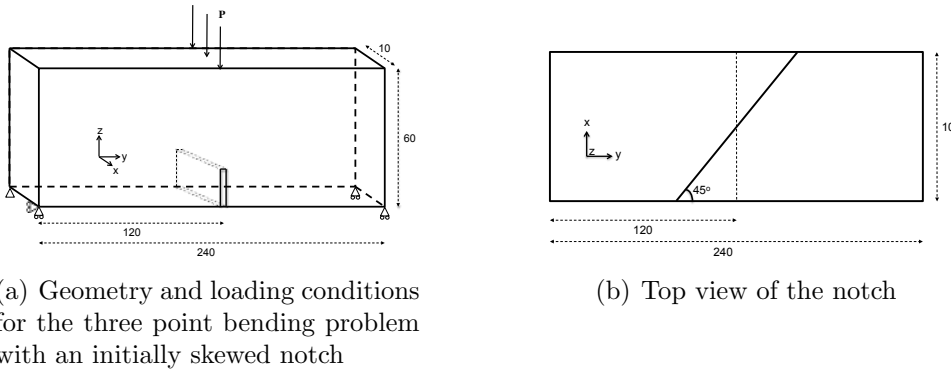 P
10
60
z
y
x
120
240
x
z
y
45o
10
120
240
(a) Geometry and loading conditions
for the three point bending problem
with an initially skewed notch
(b) Top view of the notch